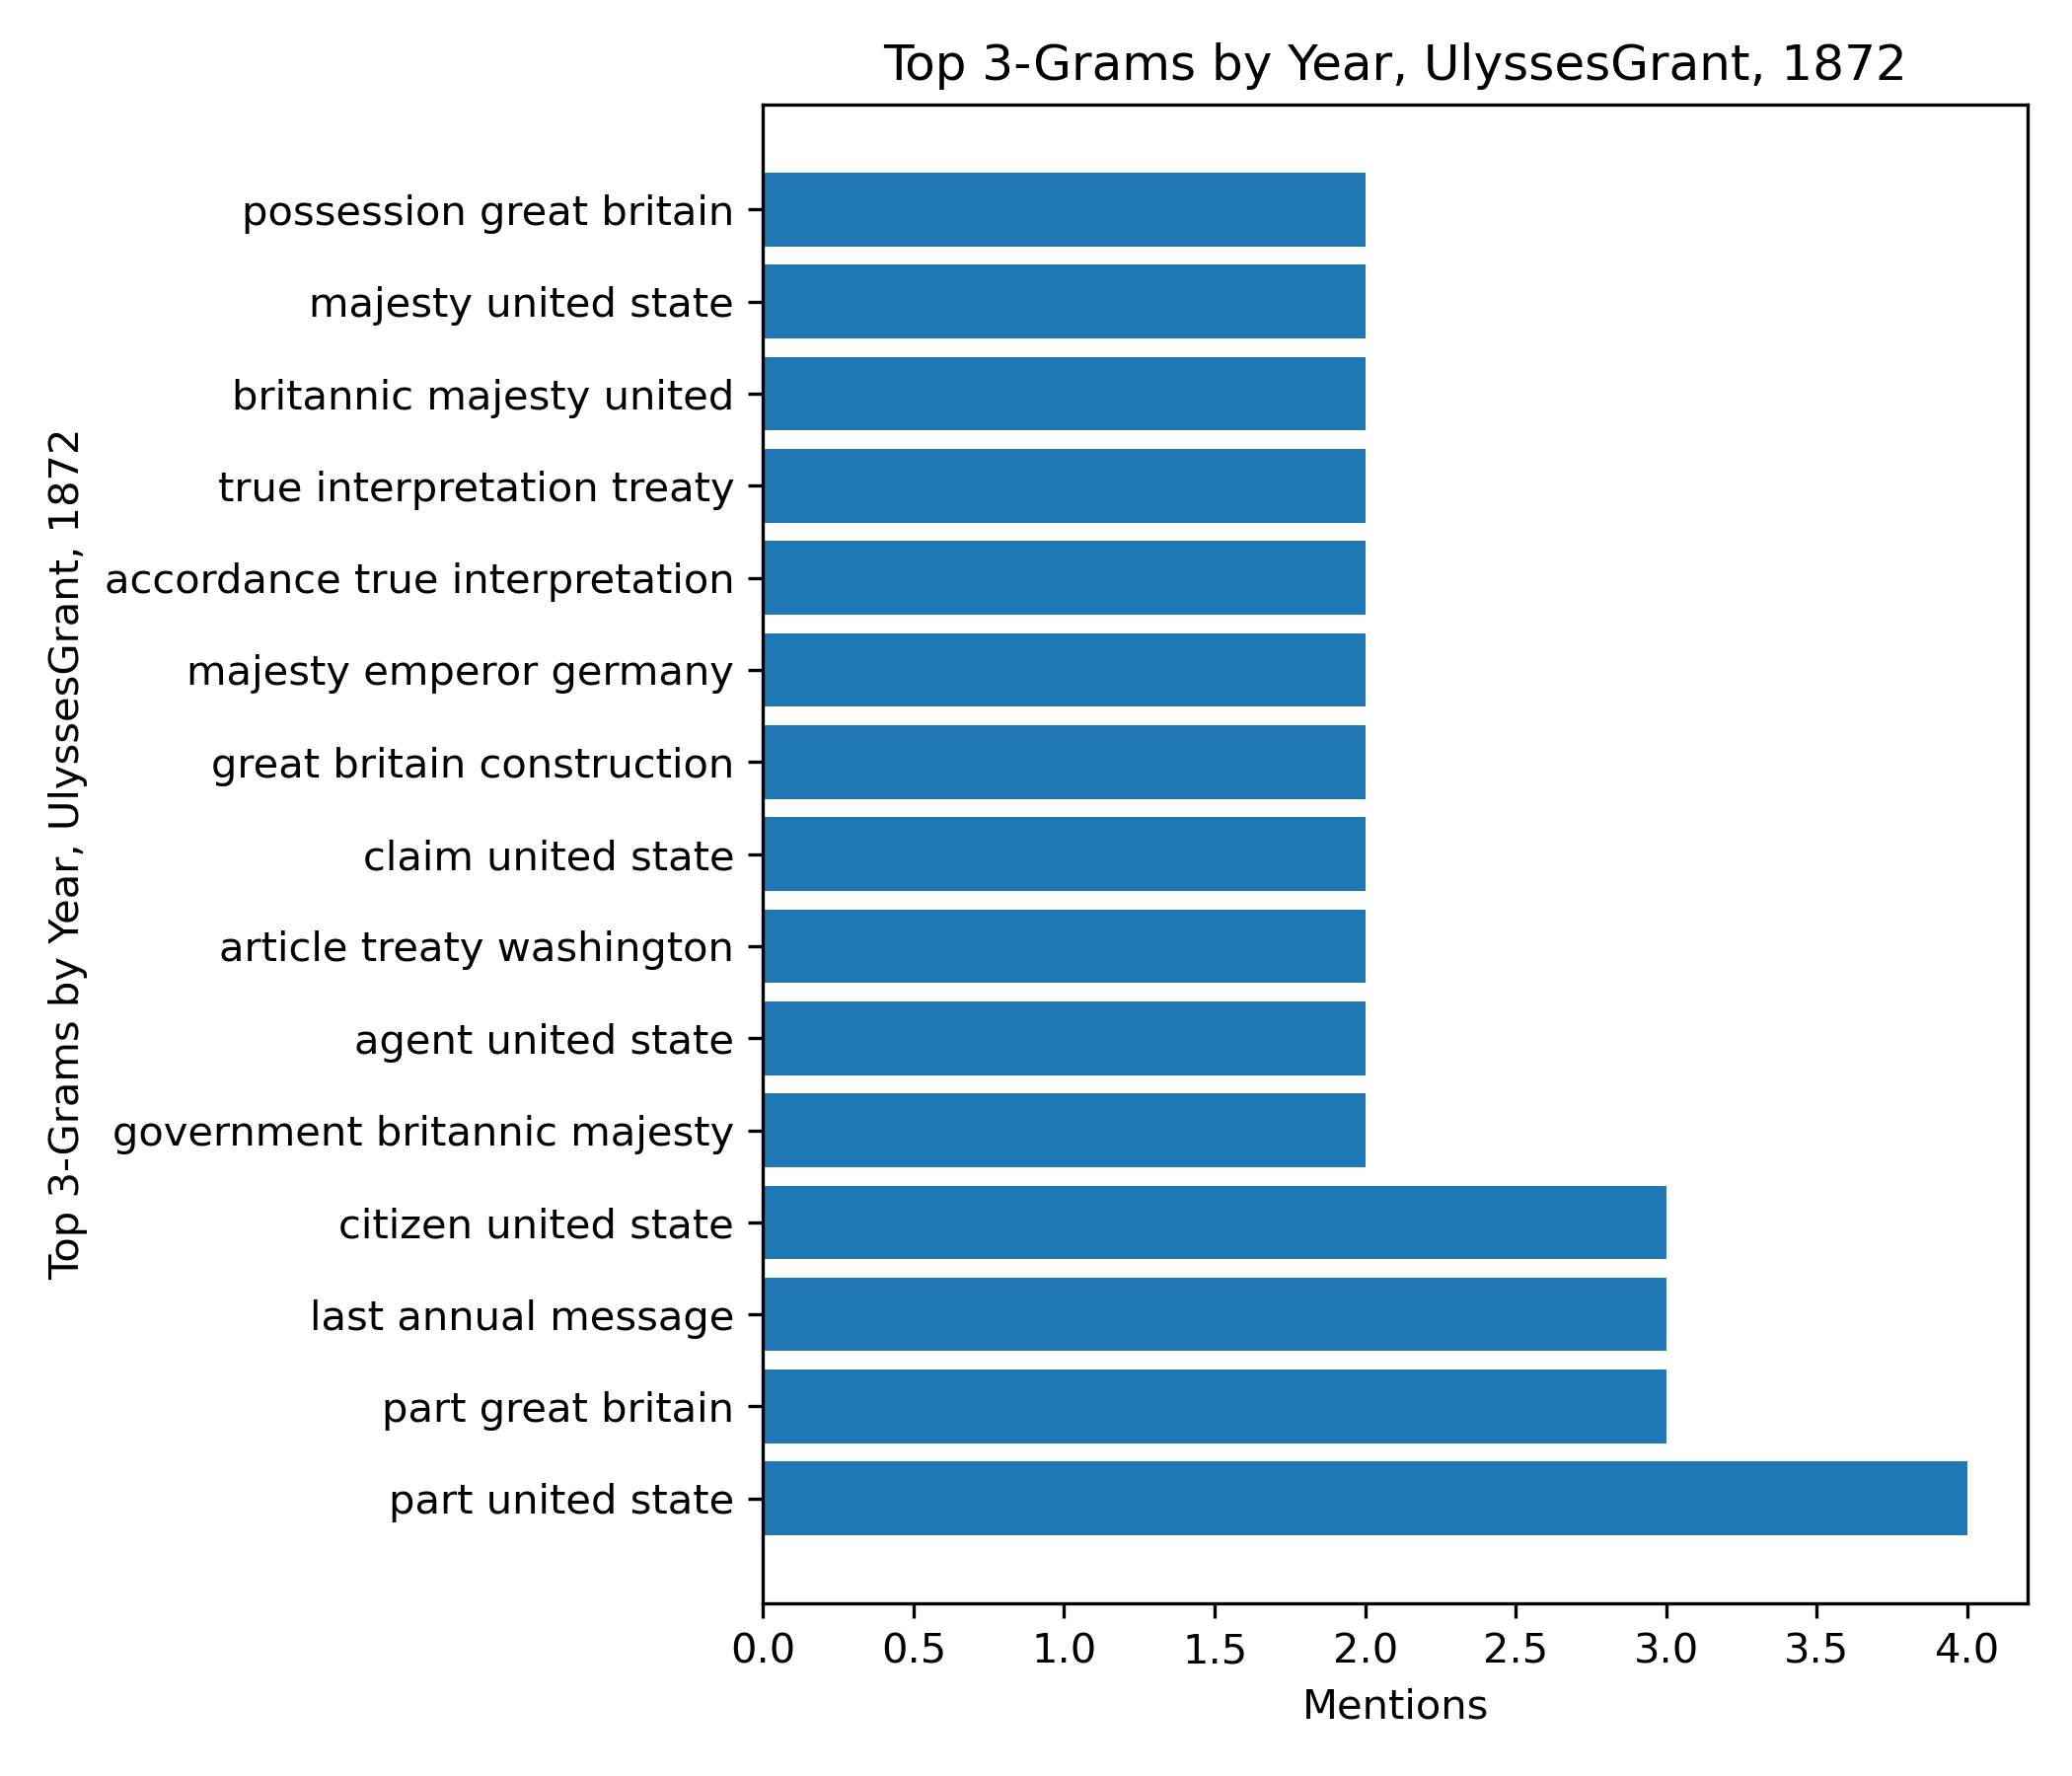 Top 3-Grams by Year, UlyssesGrant, 1872
Top 3-Grams by Year, UlyssesGrant, 1872
possession great britain
majesty united state
britannic majesty united
true interpretation treaty
accordance true interpretation
majesty emperor germany
great britain construction
claim united state
article treaty washington
agent united state
government britannic majesty
citizen united state
last annual message
part great britain
part united state
0.0 0.5 1.0 1.5 2.0 2.5 3.0 3.5 4.0
Mentions